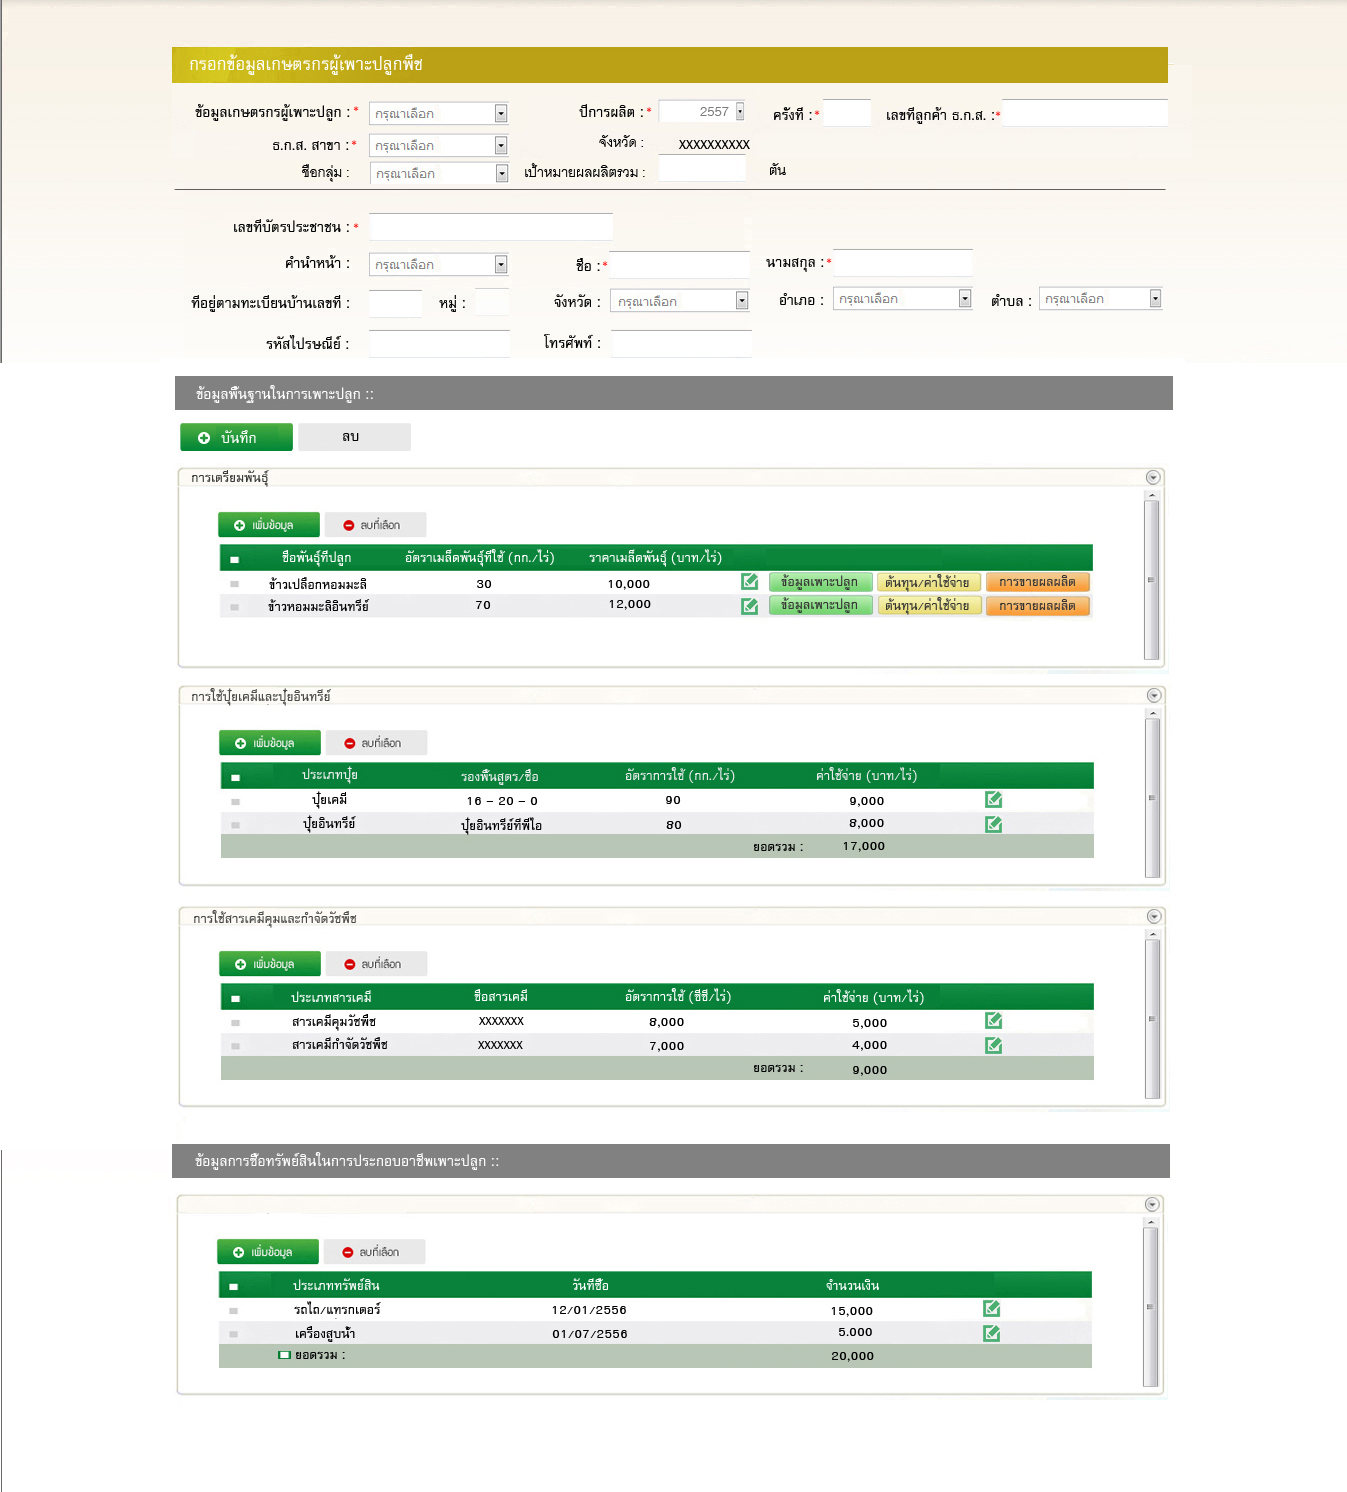 กรอกข้อมูลเกษตรกรผู้เพาะปลูกพืช
ข้อมูลเกษตรกรผู้เพาะปลูก :* กรุณาเลือก ปีการผลิต :* 2557 ครั้งที่ :* เลขที่ลูกค้า ธ.ก.ส. :*
ธ.ก.ส. สาขา :* กรุณาเลือก จังหวัด : XXXXXXXXXX
ชื่อกลุ่ม : กรุณาเลือก เป้าหมายผลผลิตรวม : ตัน
เลขที่บัตรประชาชน :*
คำนำหน้า : กรุณาเลือก ชื่อ :* นามสกุล :*
ที่อยู่ตามทะเบียนบ้านเลขที่ : หมู่ : จังหวัด : กรุณาเลือก อำเภอ : กรุณาเลือก ตำบล : กรุณาเลือก
รหัสไปรษณีย์ : โทรศัพท์ :
ข้อมูลพื้นฐานในการเพาะปลูก ::
บันทึก ลบ
การเตรียมพันธุ์
เพิ่มข้อมูล ลบที่เลือก
ชื่อพันธุ์ที่ปลูก อัตราเมล็ดพันธุ์ที่ใช้ (กก./ไร่) ราคาเมล็ดพันธุ์ (บาท/ไร่)
ข้าวเปลือกหอมมะลิ 30 10,000 ข้อมูลเพาะปลูก ต้นทุน/ค่าใช้จ่าย การขายผลผลิต
ข้าวหอมมะลิอินทรีย์ 70 12,000 ข้อมูลเพาะปลูก ต้นทุน/ค่าใช้จ่าย การขายผลผลิต
การใช้ปุ๋ยเคมีและปุ๋ยอินทรีย์
เพิ่มข้อมูล ลบที่เลือก
ประเภทปุ๋ย รองพื้นสูตร/ชื่อ อัตราการใช้ (กก./ไร่) ค่าใช้จ่าย (บาท/ไร่)
ปุ๋ยเคมี 16 - 20 - 0 90 9,000
ปุ๋ยอินทรีย์ ปุ๋ยอินทรีย์ทีพีไอ 80 8,000
ยอดรวม : 17,000
การใช้สารเคมีคุมและกำจัดวัชพืช
เพิ่มข้อมูล ลบที่เลือก
ประเภทสารเคมี ชื่อสารเคมี อัตราการใช้ (ซีซี/ไร่) ค่าใช้จ่าย (บาท/ไร่)
สารเคมีคุมวัชพืช XXXXXXX 8,000 5,000
สารเคมีกำจัดวัชพืช XXXXXXX 7,000 4,000
ยอดรวม : 9,000
ข้อมูลการซื้อทรัพย์สินในการประกอบอาชีพเพาะปลูก ::
เพิ่มข้อมูล ลบที่เลือก
ประเภททรัพย์สิน วันที่ซื้อ จำนวนเงิน
รถไถ/แทรกเตอร์ 12/01/2556 15,000
เครื่องสูบน้ำ 01/07/2556 5.000
ยอดรวม : 20,000